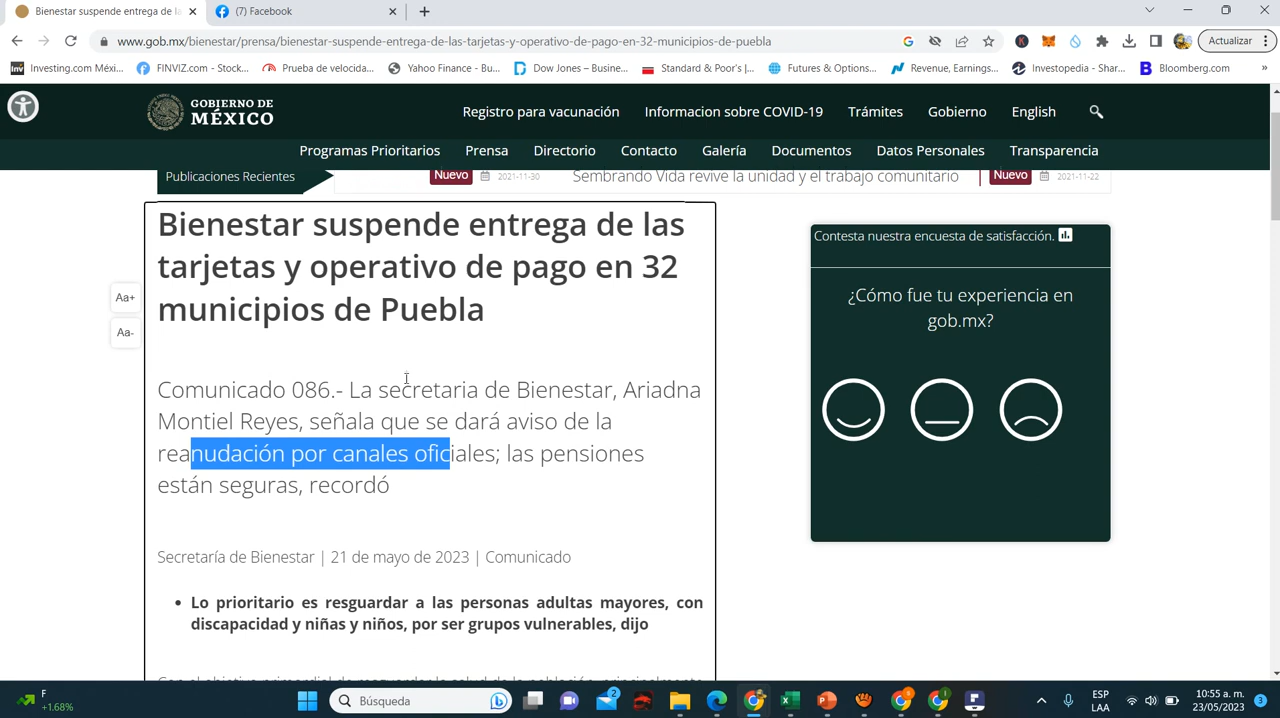 Bienestar suspende entrega de la
(7) Facebook
www.gob.mx/bienestar/prensa/bienestar-suspende-entrega-de-las-tarjetas-y-operativo-de-pago-en-32-municipios-de-puebla
Actualizar
Investing.com Méxi...
FINVIZ.com - Stock...
Prueba de velocida...
Yahoo Finance - Bu...
Dow Jones – Busine...
Standard & Poor's |...
Futures & Options...
Revenue, Earnings...
Investopedia - Shar...
Bloomberg.com
»
GOBIERNO DE
MÉXICO
Registro para vacunación
Informacion sobre COVID-19
Trámites
Gobierno
English
Programas Prioritarios
Prensa
Directorio
Contacto
Galería
Documentos
Datos Personales
Transparencia
Publicaciones Recientes
Nuevo
2021-11-30
Sembrando Vida revive la unidad y el trabajo comunitario
Nuevo
2021-11-22
Bienestar suspende entrega de las
tarjetas y operativo de pago en 32
municipios de Puebla
Aa+
Aa-
Comunicado 086.- La secretaria de Bienestar, Ariadna
Montiel Reyes, señala que se dará aviso de la
reanudación por canales oficiales; las pensiones
están seguras, recordó
Secretaría de Bienestar | 21 de mayo de 2023 | Comunicado
• Lo prioritario es resguardar a las personas adultas mayores, con
discapacidad y niñas y niños, por ser grupos vulnerables, dijo
Contesta nuestra encuesta de satisfacción.
¿Cómo fue tu experiencia en
gob.mx?
F
+1.68%
Búsqueda
2
ESP
LAA
10:55 a. m.
23/05/2023
3